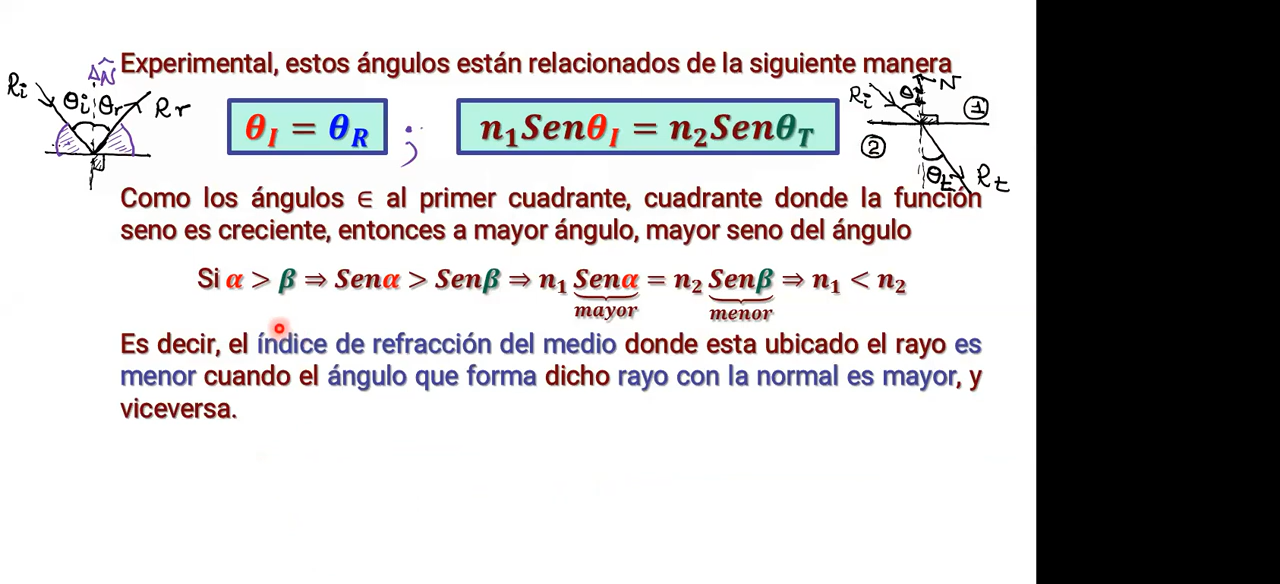 Experimental, estos ángulos están relacionados de la siguiente manera
Ri θi N̂ θr Rr
θ_I = θ_R ; n₁Senθ_I = n₂Senθ_T
Ri θi N ①
② θt Rt
Como los ángulos ∈ al primer cuadrante, cuadrante donde la función
seno es creciente, entonces a mayor ángulo, mayor seno del ángulo
Si α > β ⇒ Senα > Senβ ⇒ n₁ Senα = n₂ Senβ ⇒ n₁ < n₂
mayor menor
Es decir, el índice de refracción del medio donde esta ubicado el rayo es
menor cuando el ángulo que forma dicho rayo con la normal es mayor, y
viceversa.